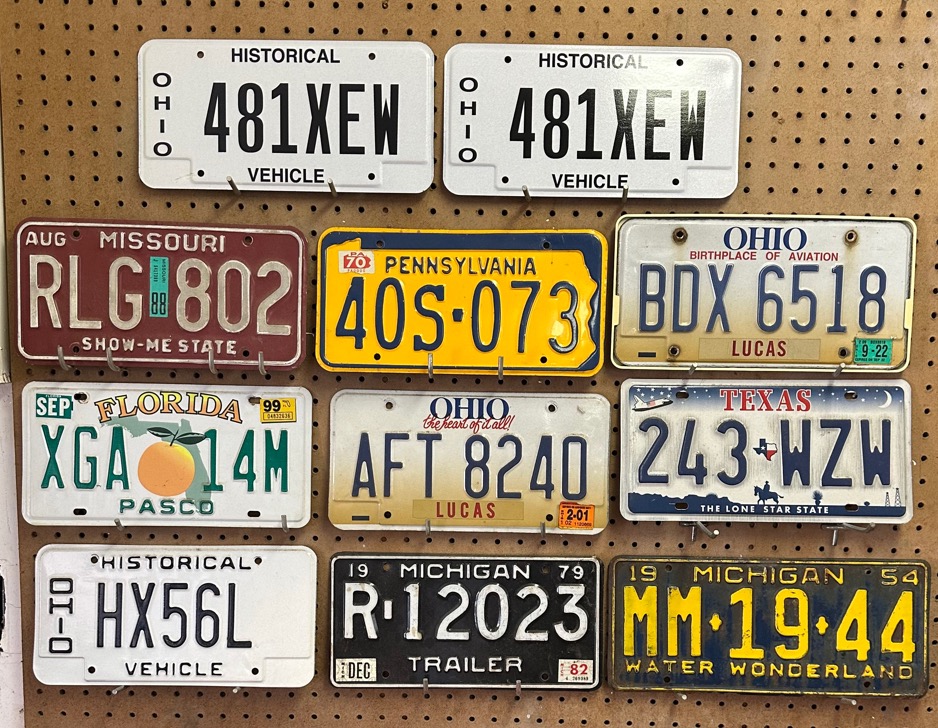 HISTORICAL
OHIO
481XEW
VEHICLE
HISTORICAL
OHIO
481XEW
VEHICLE
AUG MISSOURI
RLG 802
MISSOURI
88
SHOW-ME STATE
PA
70
PENNSYLVANIA
40S·073
OHIO
BIRTHPLACE OF AVIATION
BDX 6518
LUCAS
9-22
SEP FLORIDA 99
XGA 14M
PASCO
OHIO
the heart of it all!
AFT 8240
LUCAS
2-01
TEXAS
243 WZW
THE LONE STAR STATE
HISTORICAL
OHIO
HX56L
VEHICLE
19 MICHIGAN 79
R·12023
DEC TRAILER 82
19 MICHIGAN 54
MM·19·44
WATER WONDERLAND